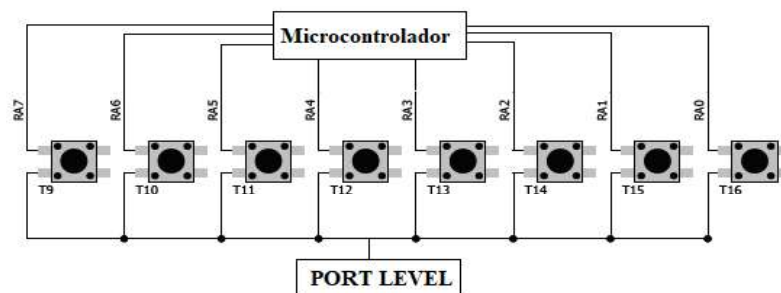 Microcontrolador
RA7 RA6 RA5 RA4 RA3 RA2 RA1 RA0
T9 T10 T11 T12 T13 T14 T15 T16
PORT LEVEL